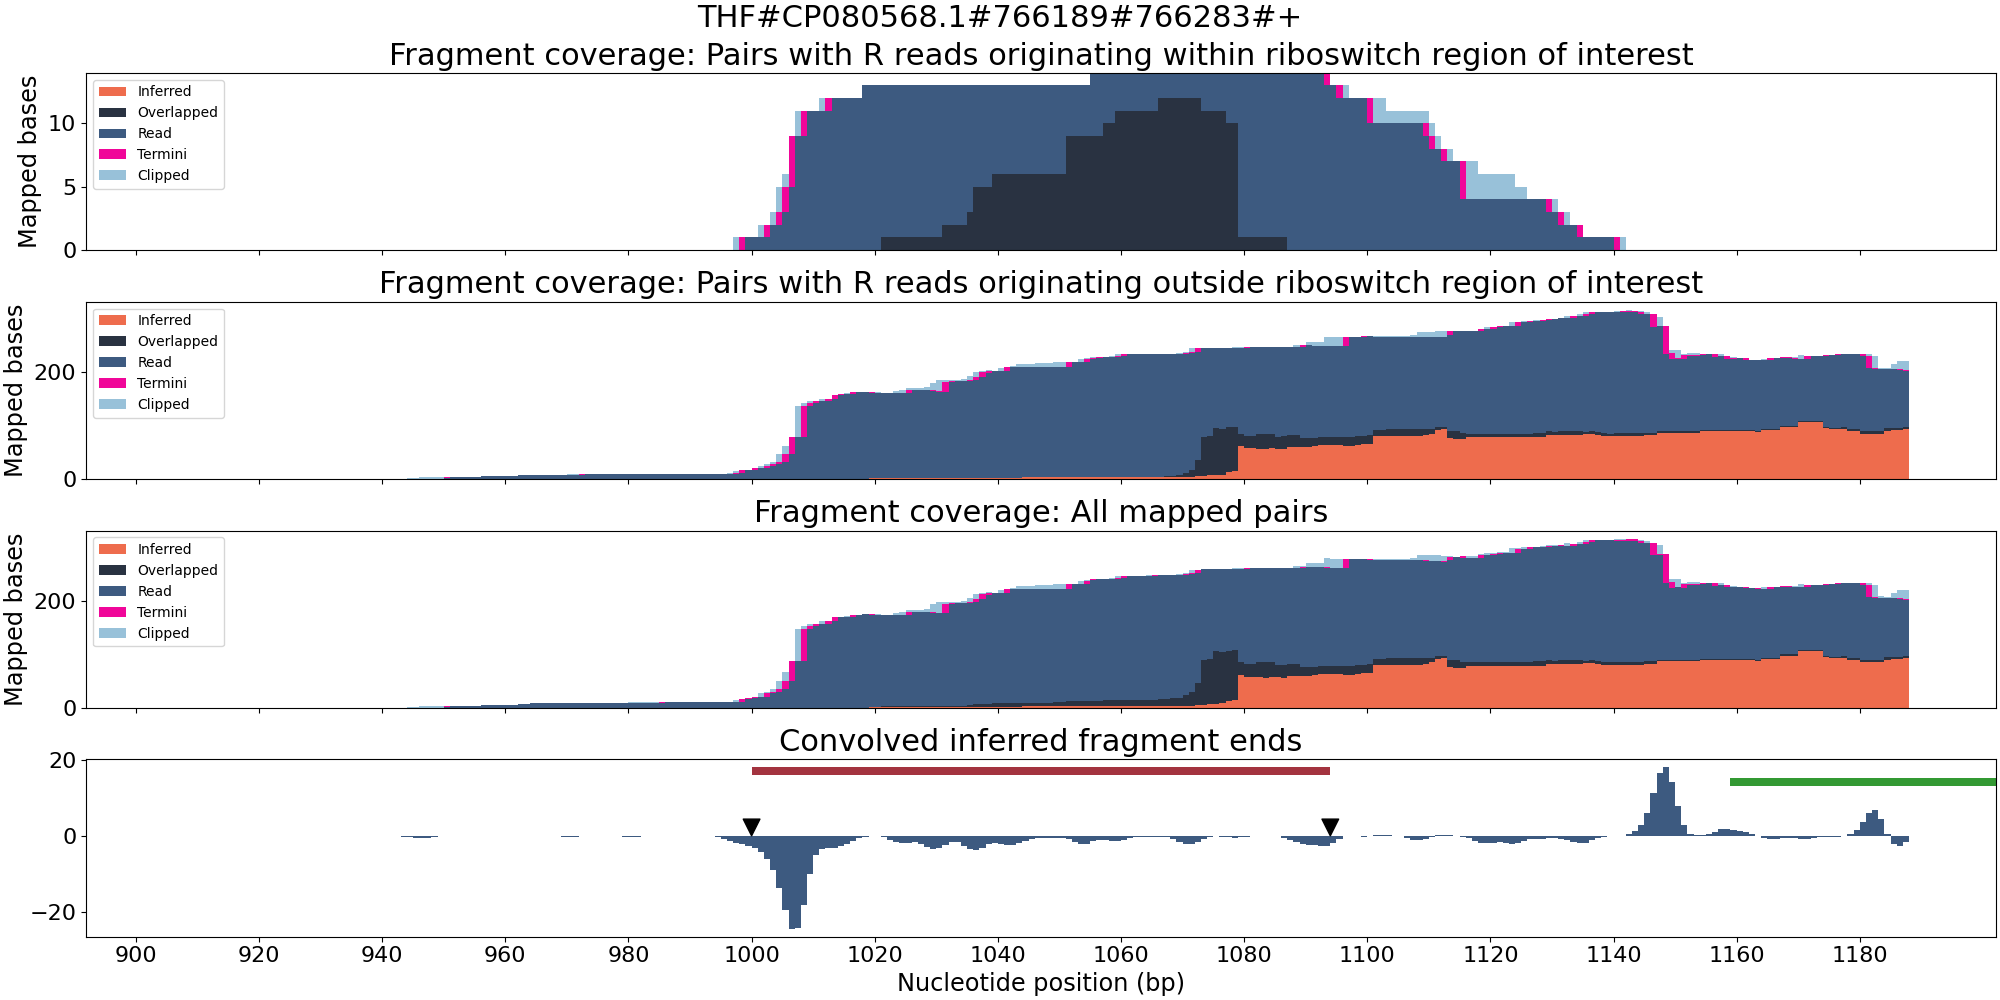 THF#CP080568.1#766189#766283#+
Fragment coverage: Pairs with R reads originating within riboswitch region of interest
Mapped bases
10
5
0
Inferred
Overlapped
Read
Termini
Clipped
Fragment coverage: Pairs with R reads originating outside riboswitch region of interest
Mapped bases
200
0
Inferred
Overlapped
Read
Termini
Clipped
Fragment coverage: All mapped pairs
Mapped bases
200
0
Inferred
Overlapped
Read
Termini
Clipped
Convolved inferred fragment ends
20
0
−20
900 920 940 960 980 1000 1020 1040 1060 1080 1100 1120 1140 1160 1180
Nucleotide position (bp)